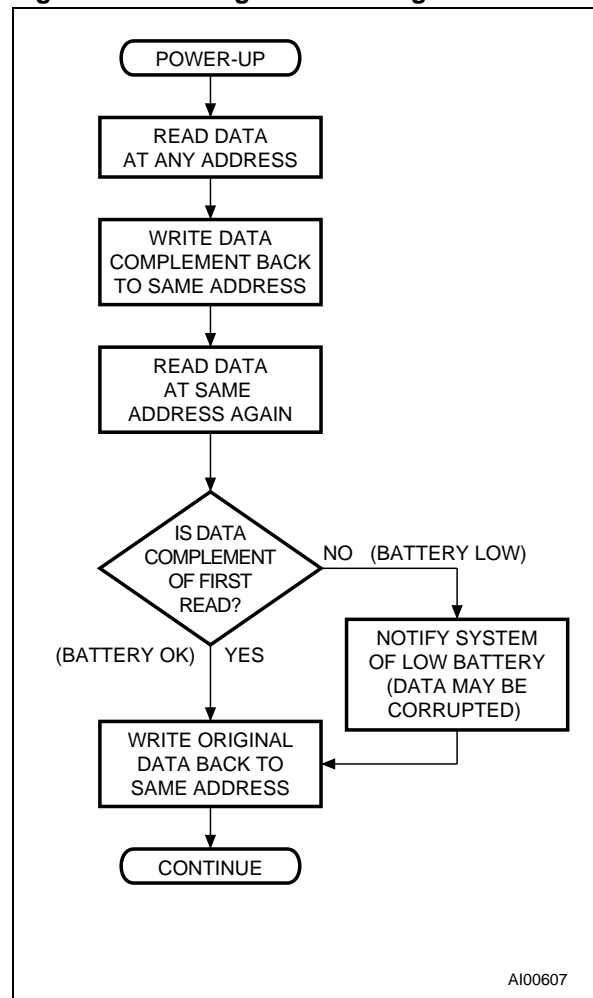 POWER-UP
READ DATA
AT ANY ADDRESS
WRITE DATA
COMPLEMENT BACK
TO SAME ADDRESS
READ DATA
AT SAME
ADDRESS AGAIN
IS DATA
COMPLEMENT
OF FIRST
READ?
NO (BATTERY LOW)
(BATTERY OK) YES
NOTIFY SYSTEM
OF LOW BATTERY
(DATA MAY BE
CORRUPTED)
WRITE ORIGINAL
DATA BACK TO
SAME ADDRESS
CONTINUE
AI00607